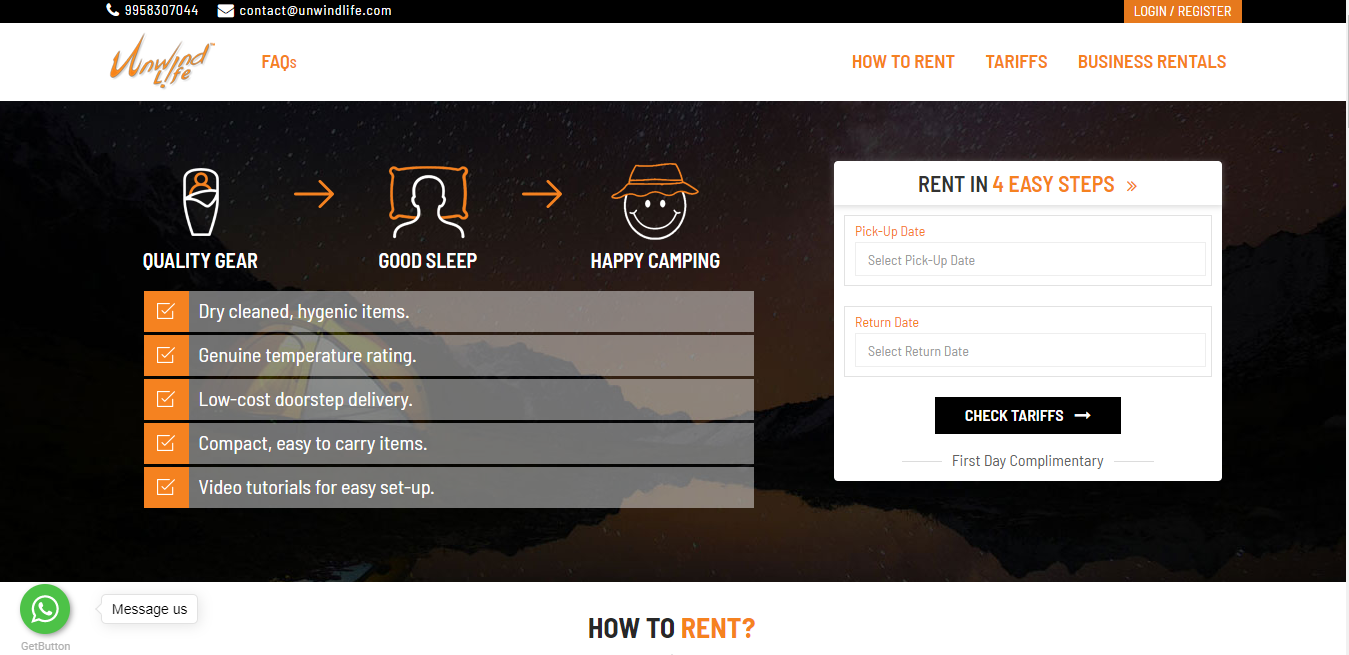 9958307044 contact@unwindlife.com LOGIN / REGISTER
Unwind Life™
FAQs HOW TO RENT TARIFFS BUSINESS RENTALS
QUALITY GEAR GOOD SLEEP HAPPY CAMPING
Dry cleaned, hygenic items.
Genuine temperature rating.
Low-cost doorstep delivery.
Compact, easy to carry items.
Video tutorials for easy set-up.
RENT IN 4 EASY STEPS »
Pick-Up Date
Select Pick-Up Date
Return Date
Select Return Date
CHECK TARIFFS
First Day Complimentary
Message us
GetButton
HOW TO RENT?